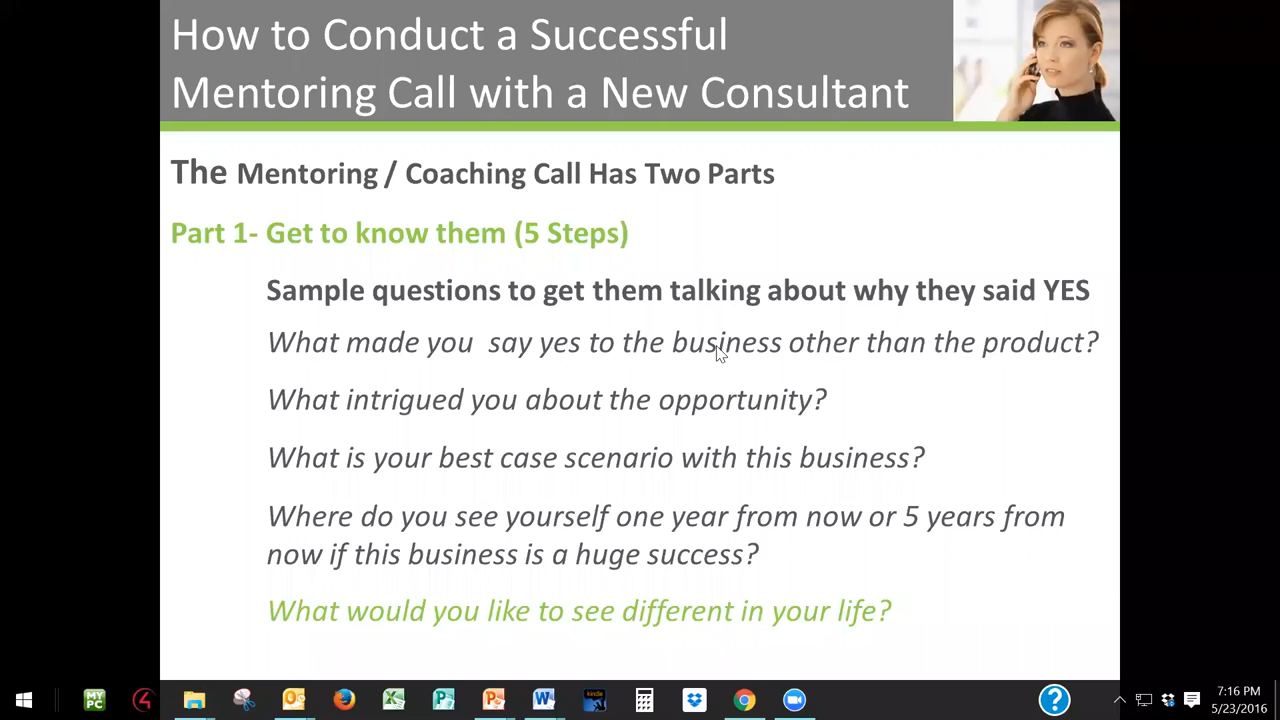 How to Conduct a Successful
Mentoring Call with a New Consultant
The Mentoring / Coaching Call Has Two Parts
Part 1- Get to know them (5 Steps)
Sample questions to get them talking about why they said YES
What made you  say yes to the business other than the product?
What intrigued you about the opportunity?
What is your best case scenario with this business?
Where do you see yourself one year from now or 5 years from
now if this business is a huge success?
What would you like to see different in your life?
MY
PC
kindle
7:16 PM
5/23/2016